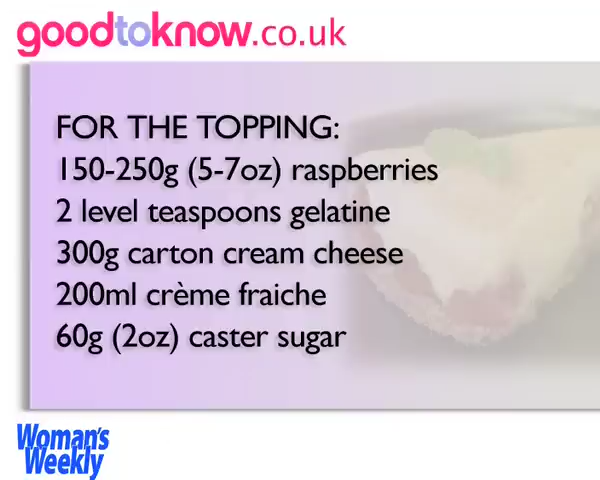 goodtoknow.co.uk
FOR THE TOPPING:
150-250g (5-7oz) raspberries
2 level teaspoons gelatine
300g carton cream cheese
200ml crème fraiche
60g (2oz) caster sugar
Woman's
Weekly